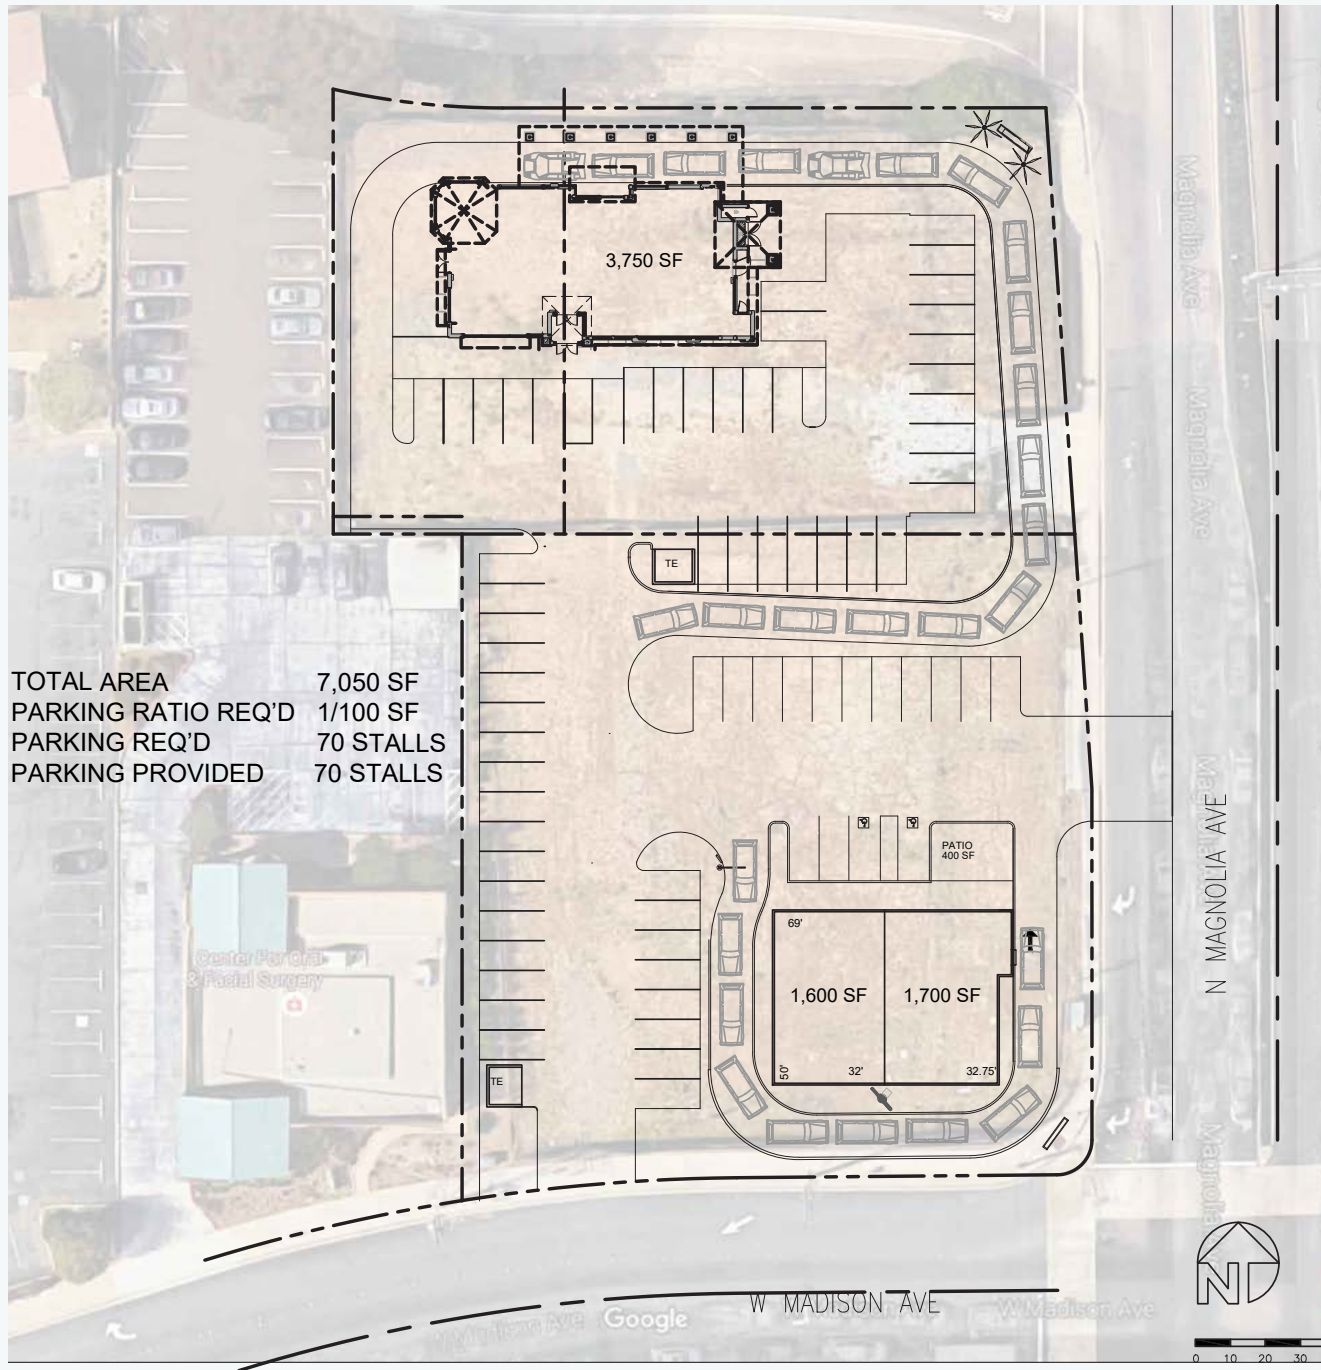 3,750 SF
Magnolia Ave
Magnolia Ave
TE
TOTAL AREA 7,050 SF
PARKING RATIO REQ'D 1/100 SF
PARKING REQ'D 70 STALLS
PARKING PROVIDED 70 STALLS
N MAGNOLIA AVE
PATIO
400 SF
69'
Center For Oral
& Facial Surgery
1,600 SF
1,700 SF
50'
32'
32.75'
TE
W MADISON AVE
W Madison Ave
W Madison Ave
Google
N
0 10 20 30